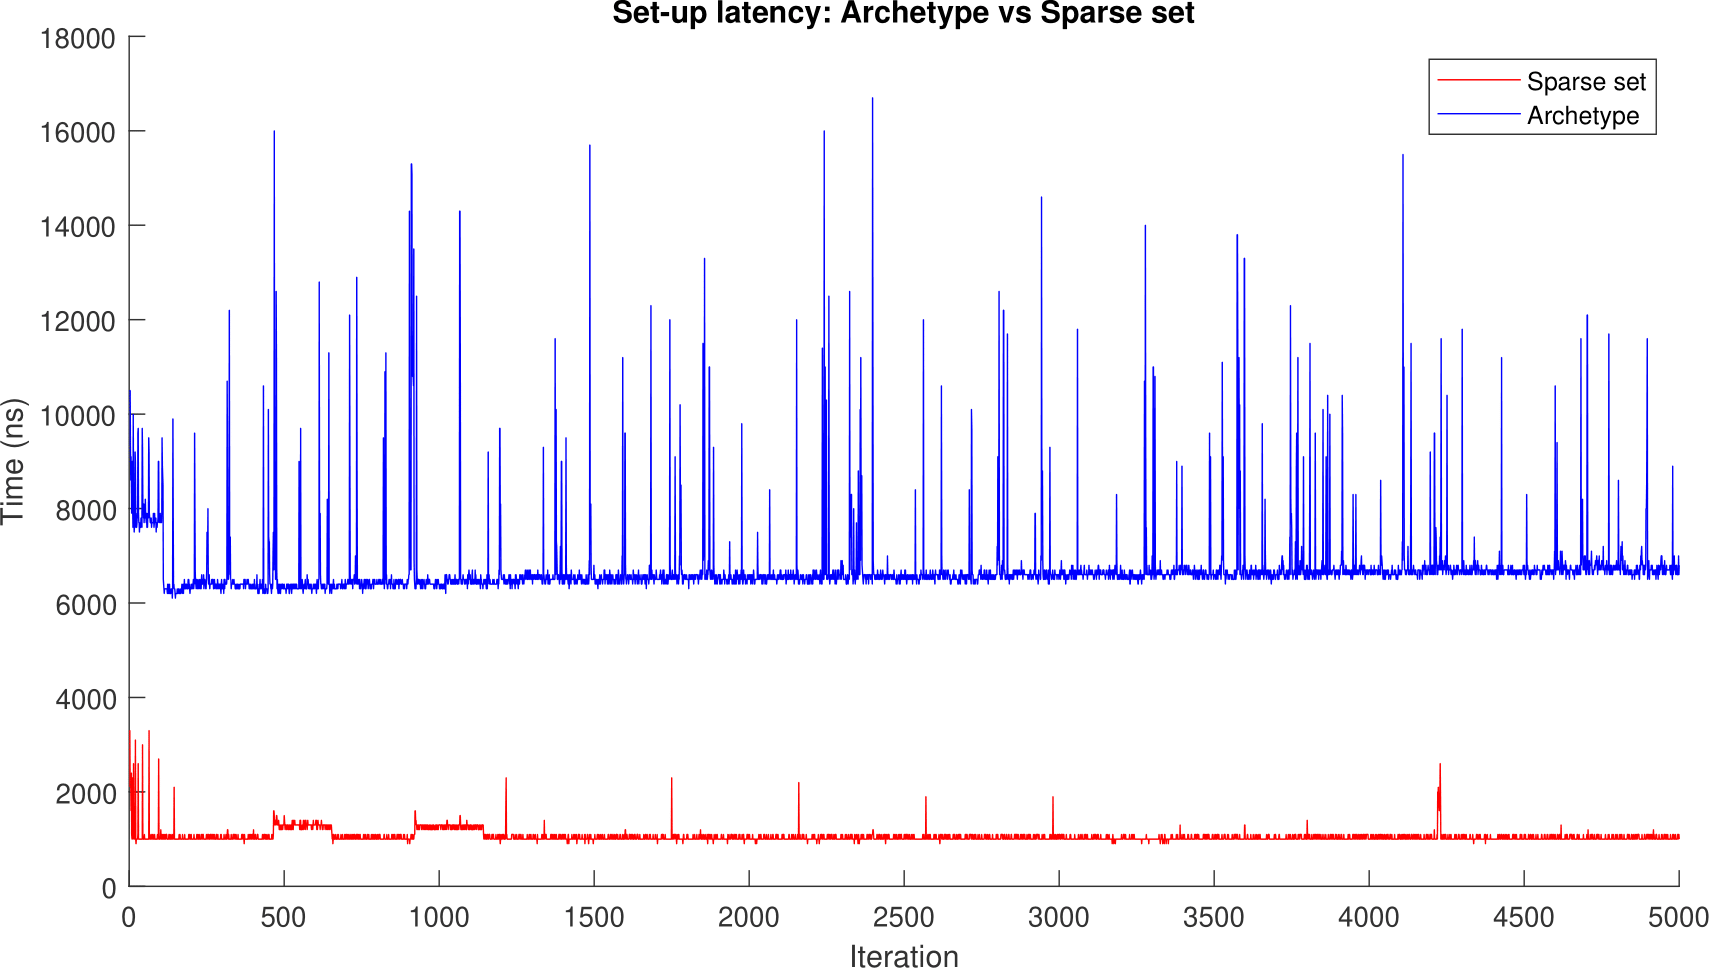 Set-up latency: Archetype vs Sparse set
18000
16000
14000
12000
10000
8000
6000
4000
2000
0
Time (ns)
Sparse set
Archetype
0 500 1000 1500 2000 2500 3000 3500 4000 4500 5000
Iteration